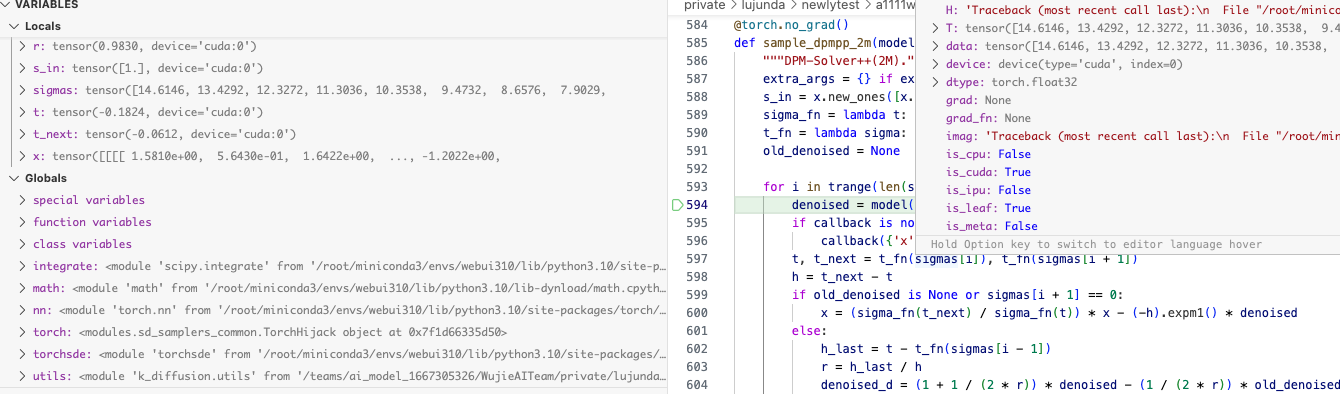 VARIABLES
Locals
r: tensor(0.9830, device='cuda:0')
s_in: tensor([1.], device='cuda:0')
sigmas: tensor([14.6146, 13.4292, 12.3272, 11.3036, 10.3538, 9.4732, 8.6576, 7.9029,
t: tensor(-0.1824, device='cuda:0')
t_next: tensor(-0.0612, device='cuda:0')
x: tensor([[[[ 1.5810e+00, 5.6430e-01, 1.6422e+00, ..., -1.2022e+00,
Globals
special variables
function variables
class variables
integrate: <module 'scipy.integrate' from '/root/miniconda3/envs/webui310/lib/python3.10/site-p…
math: <module 'math' from '/root/miniconda3/envs/webui310/lib/python3.10/lib-dynload/math.cpyth…
nn: <module 'torch.nn' from '/root/miniconda3/envs/webui310/lib/python3.10/site-packages/torch/…
torch: <modules.sd_samplers_common.TorchHijack object at 0x7f1d66335d50>
torchsde: <module 'torchsde' from '/root/miniconda3/envs/webui310/lib/python3.10/site-packages/…
utils: <module 'k_diffusion.utils' from '/teams/ai_model_1667305326/WujieAITeam/private/lujunda…
private > lujunda > newlytest > a1111w
584 @torch.no_grad()
585 def sample_dpmpp_2m(model
586 """DPM-Solver++(2M)."
587 extra_args = {} if ex
588 s_in = x.new_ones([x.
589 sigma_fn = lambda t:
590 t_fn = lambda sigma:
591 old_denoised = None
592
593 for i in trange(len(s
594 denoised = model(
595 if callback is no
596 callback({'x'
597 t, t_next = t_fn(sigmas[i]), t_fn(sigmas[i + 1])
598 h = t_next - t
599 if old_denoised is None or sigmas[i + 1] == 0:
600 x = (sigma_fn(t_next) / sigma_fn(t)) * x - (-h).expm1() * denoised
601 else:
602 h_last = t - t_fn(sigmas[i - 1])
603 r = h_last / h
604 denoised_d = (1 + 1 / (2 * r)) * denoised - (1 / (2 * r)) * old_denoised
H: 'Traceback (most recent call last):\n File "/root/minico
T: tensor([14.6146, 13.4292, 12.3272, 11.3036, 10.3538, 9.4
data: tensor([14.6146, 13.4292, 12.3272, 11.3036, 10.3538,
device: device(type='cuda', index=0)
dtype: torch.float32
grad: None
grad_fn: None
imag: 'Traceback (most recent call last):\n File "/root/min
is_cpu: False
is_cuda: True
is_ipu: False
is_leaf: True
is_meta: False
Hold Option key to switch to editor language hover